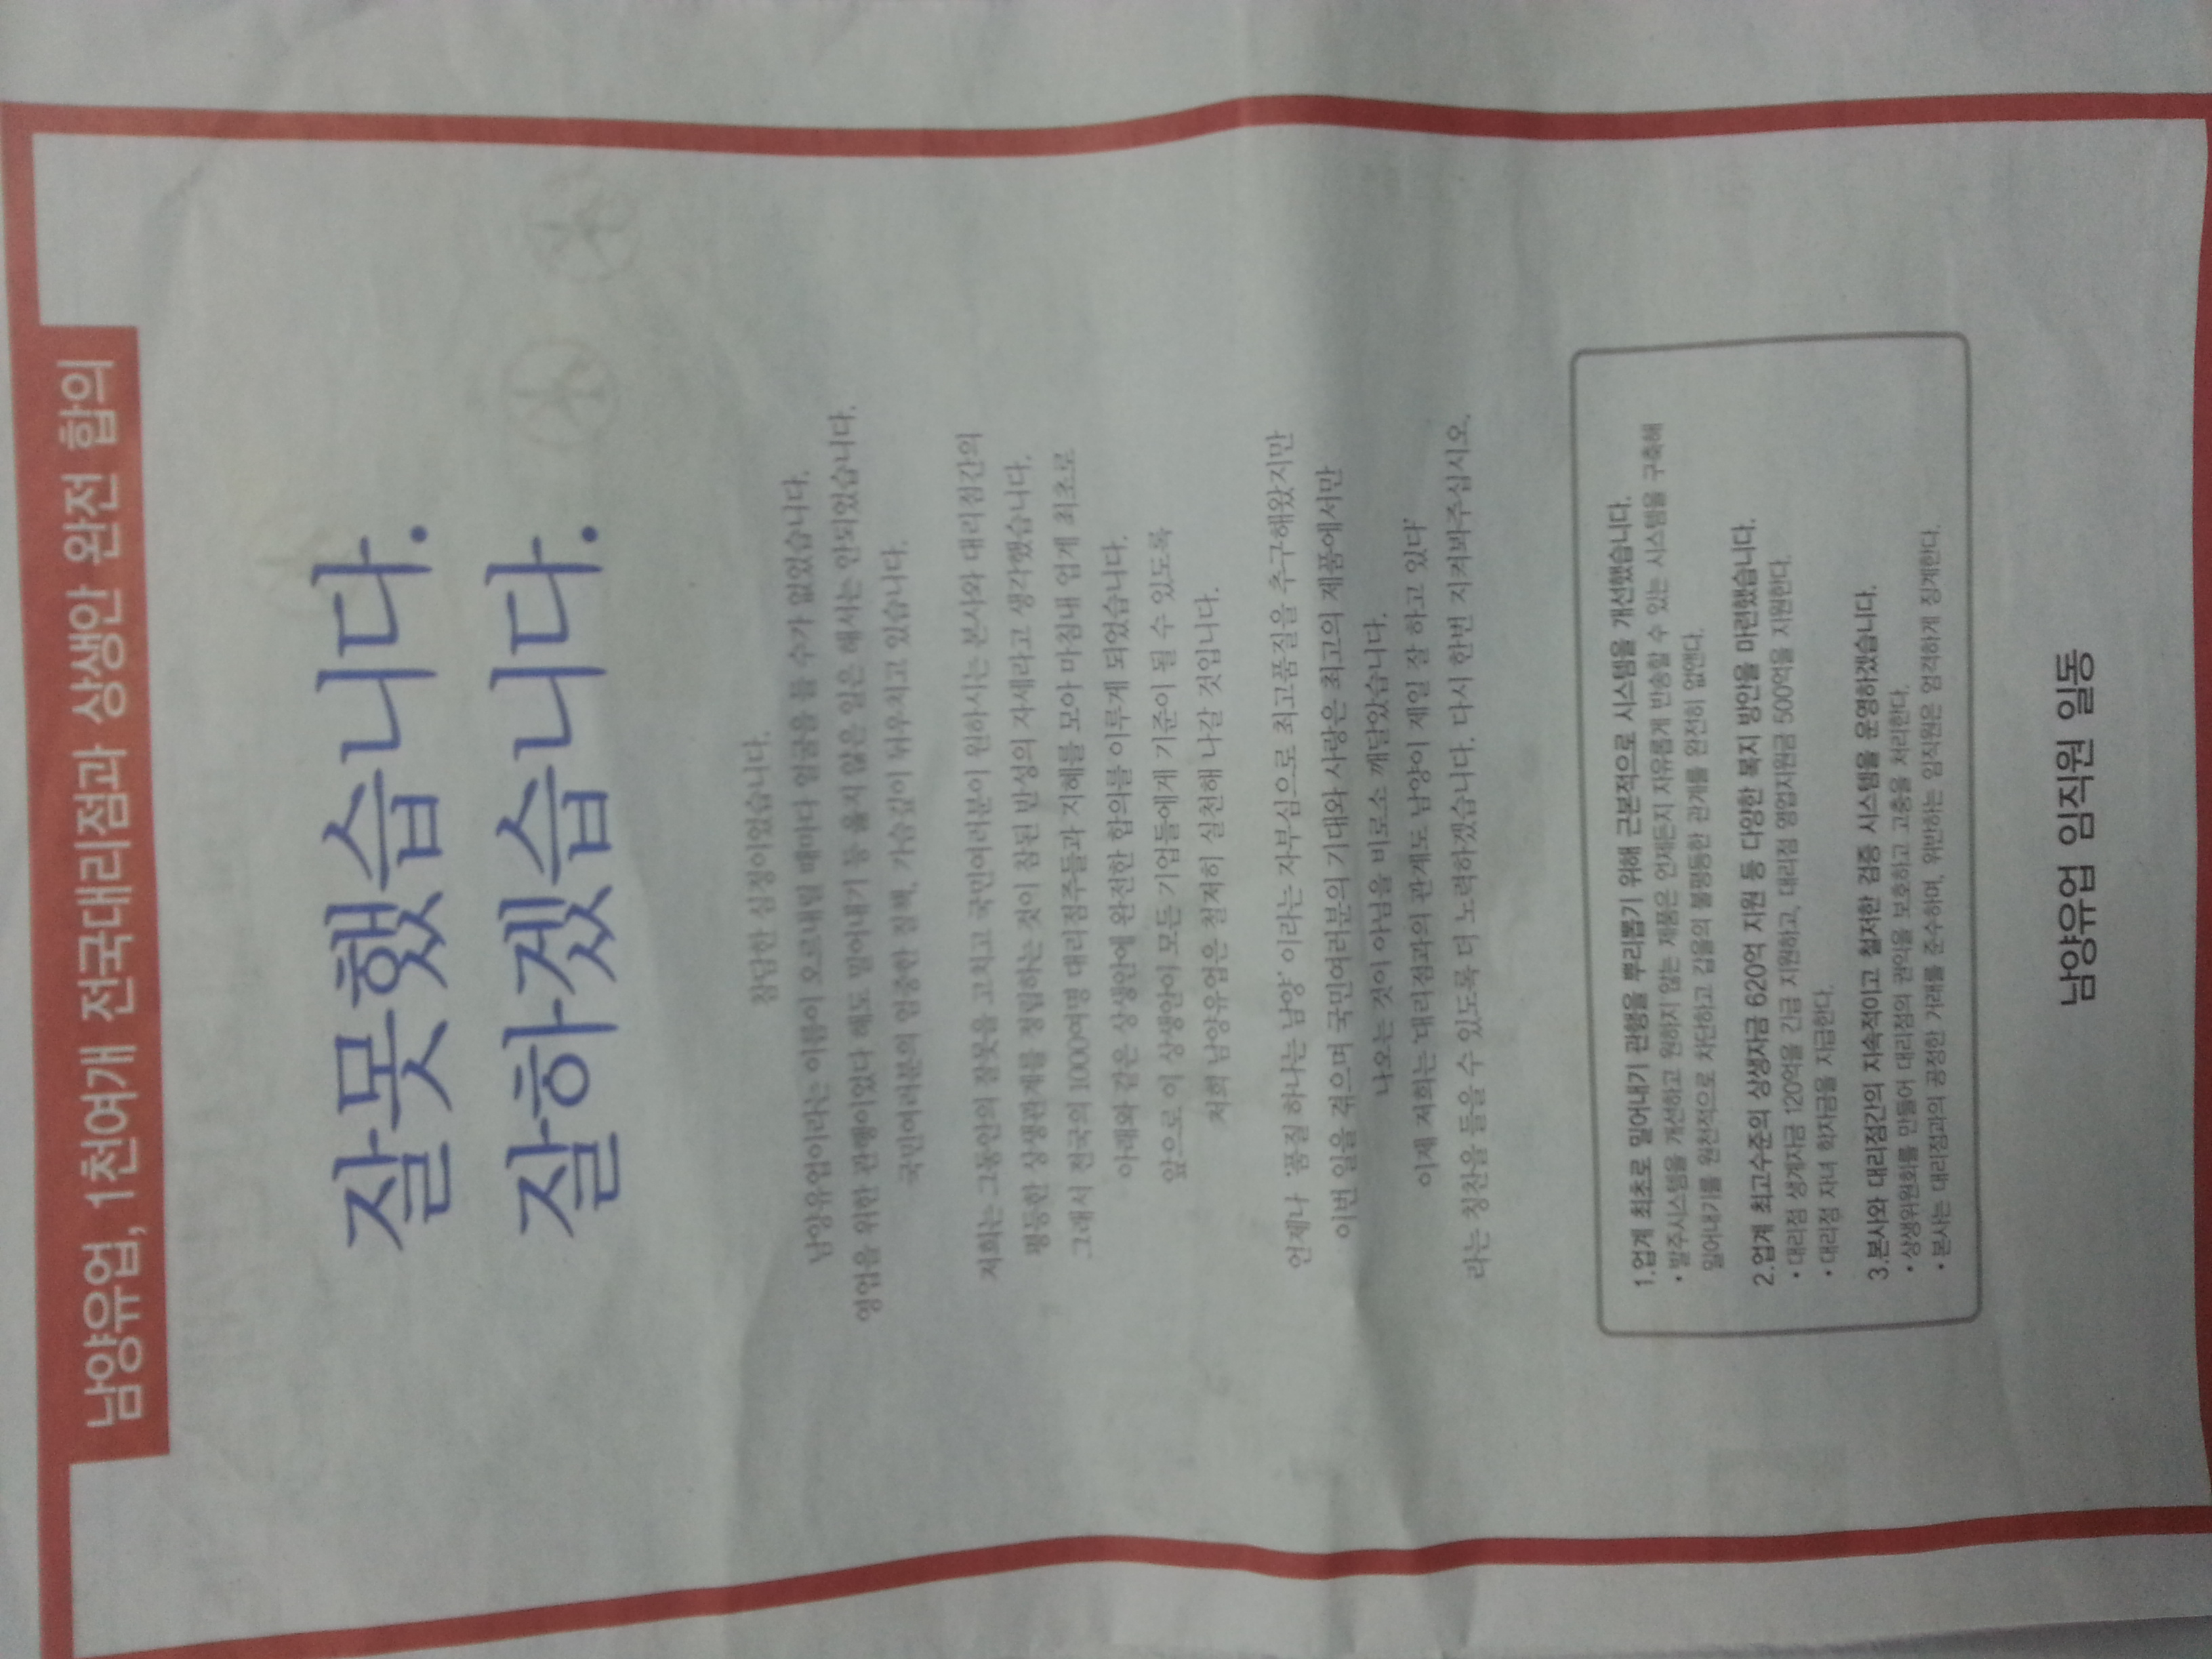 남양유업, 1천여개 전국대리점과 상생안 완전 합의
잘못했습니다.
잘하겠습니다.
참담한 심정이었습니다.
남양유업이라는 이름이 오르내릴 때마다 얼굴을 들 수가 없었습니다.
영업을 위한 관행이었다 해도 밀어내기 등 옳지 않은 일은 해서는 안되었습니다.
국민여러분의 엄중한 질책, 가슴깊이 뉘우치고 있습니다.
저희는 그동안의 잘못을 고치고 국민여러분이 원하시는 본사와 대리점간의
평등한 상생관계를 정립하는 것이 참된 반성의 자세라고 생각했습니다.
그래서 전국의 1000여명 대리점주들과 지혜를 모아 마침내 업계 최초로
아래와 같은 상생안에 완전한 합의를 이루게 되었습니다.
앞으로 이 상생안이 모든 기업들에게 기준이 될 수 있도록
저희 남양유업은 철저히 실천해 나갈 것입니다.
언제나 '품질 하나는 남양' 이라는 자부심으로 최고품질을 추구해왔지만
이번 일을 겪으며 국민여러분의 기대와 사랑은 최고의 제품에서만
나오는 것이 아님을 비로소 깨달았습니다.
이제 저희는 '대리점과의 관계도 남양이 제일 잘 하고 있다'
라는 칭찬을 들을 수 있도록 더 노력하겠습니다. 다시 한번 지켜봐주십시오.
1.업계 최초로 밀어내기 관행을 뿌리뽑기 위해 근본적으로 시스템을 개선했습니다.
• 발주시스템을 개선하고 원하지 않는 제품은 언제든지 자유롭게 반송할 수 있는 시스템을 구축해
밀어내기를 원천적으로 차단하고 갑을의 불평등한 관계를 완전히 없앤다.
2.업계 최고수준의 상생자금 620억 지원 등 다양한 복지 방안을 마련했습니다.
• 대리점 생계자금 120억을 긴급 지원하고, 대리점 영업지원금 500억을 지원한다.
• 대리점 자녀 학자금을 지급한다.
3.본사와 대리점간의 지속적이고 철저한 검증 시스템을 운영하겠습니다.
• 상생위원회를 만들어 대리점의 권익을 보호하고 고충을 처리한다.
• 본사는 대리점과의 공정한 거래를 준수하며, 위반하는 임직원은 엄격하게 징계한다.
남양유업 임직원 일동